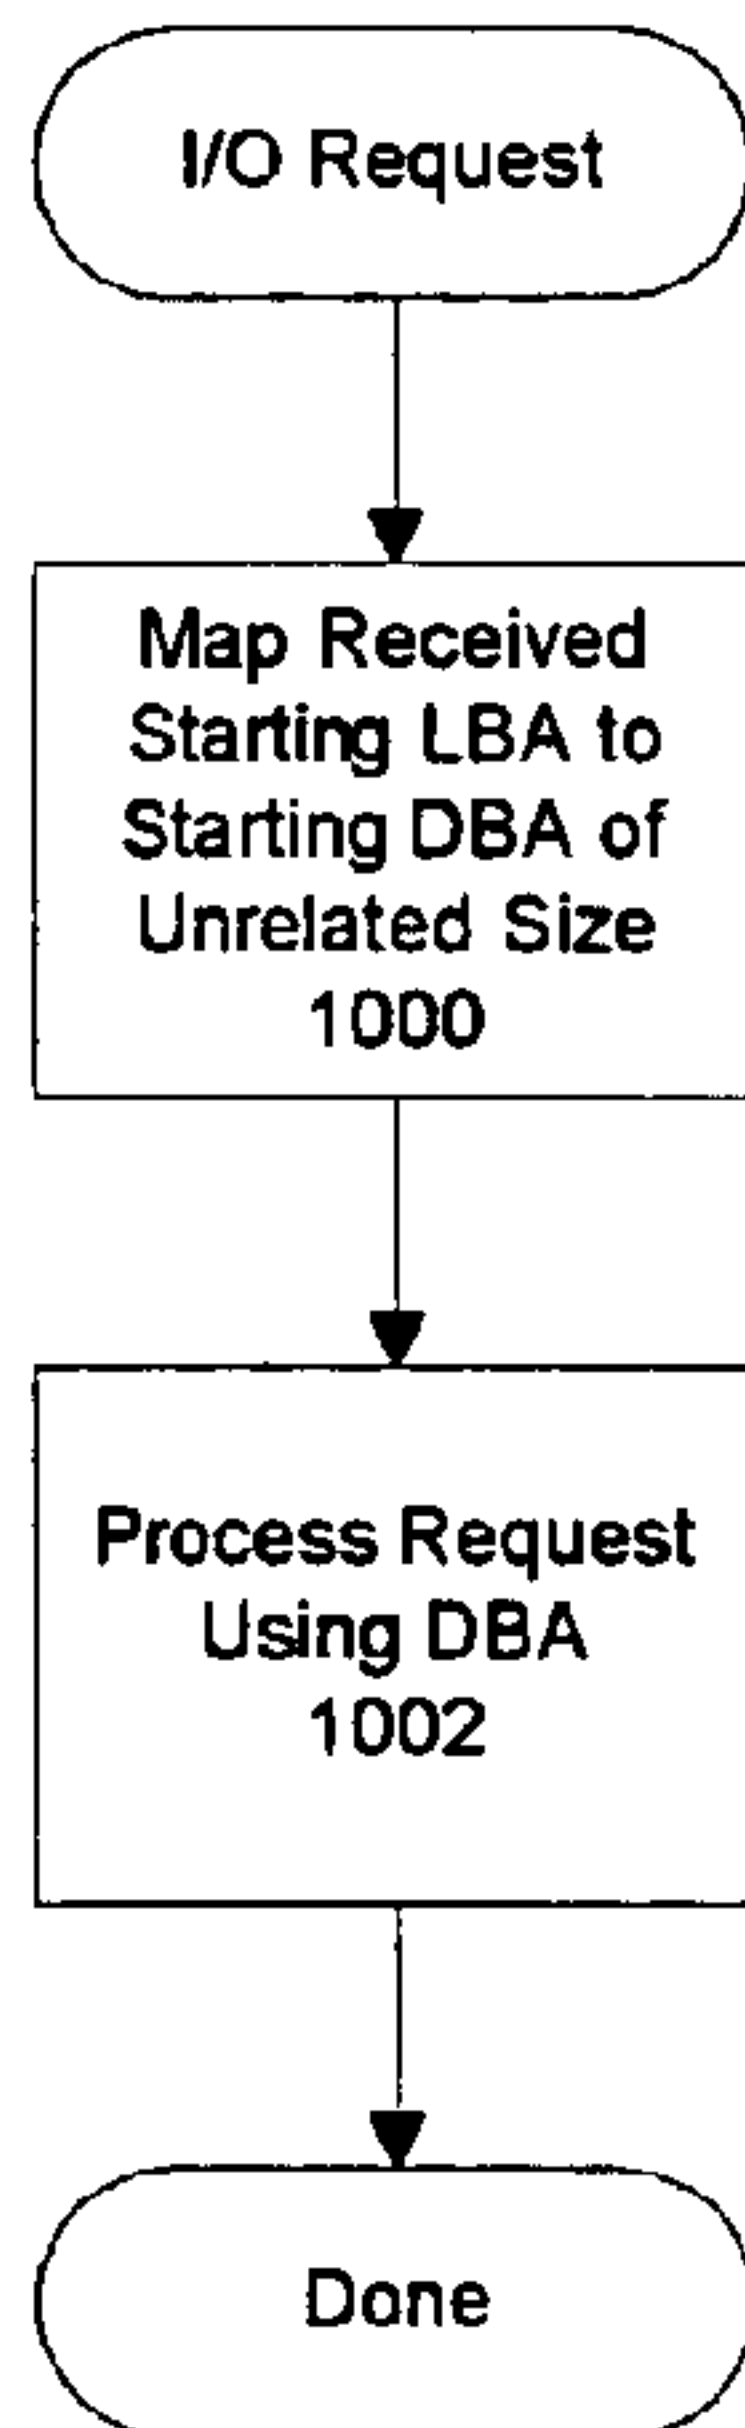 I/O Request
Map Received
Starting LBA to
Starting DBA of
Unrelated Size
1000
Process Request
Using DBA
1002
Done